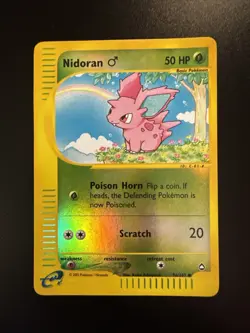 Nidoran ♂ 50 HP
Basic Pokémon
Poison Horn Flip a coin. If
heads, the Defending Pokémon is
now Poisoned.
Scratch 20
weakness resistance retreat cost